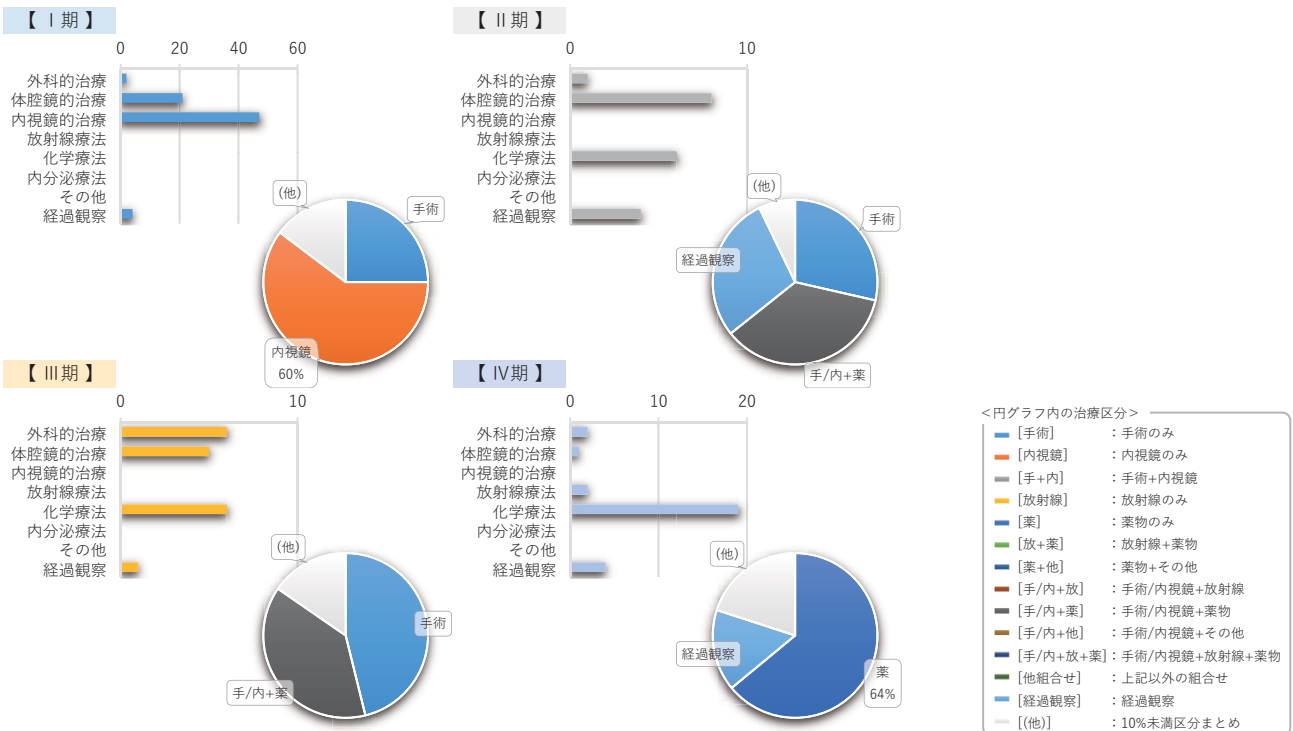 【 Ⅰ期 】
0 20 40 60
外科的治療
体腔鏡的治療
内視鏡的治療
放射線療法
化学療法
内分泌療法
その他
経過観察
(他)
手術
内視鏡
60%
【 Ⅱ期 】
0 10
外科的治療
体腔鏡的治療
内視鏡的治療
放射線療法
化学療法
内分泌療法
その他
経過観察
(他)
手術
経過観察
手/内+薬
【 Ⅲ期 】
0 10
外科的治療
体腔鏡的治療
内視鏡的治療
放射線療法
化学療法
内分泌療法
その他
経過観察
(他)
手術
手/内+薬
【 Ⅳ期 】
0 10 20
外科的治療
体腔鏡的治療
内視鏡的治療
放射線療法
化学療法
内分泌療法
その他
経過観察
(他)
経過観察
薬
64%
＜円グラフ内の治療区分＞
[手術] ：手術のみ
[内視鏡] ：内視鏡のみ
[手+内] ：手術+内視鏡
[放射線] ：放射線のみ
[薬] ：薬物のみ
[放+薬] ：放射線+薬物
[薬+他] ：薬物+その他
[手/内+放] ：手術/内視鏡+放射線
[手/内+薬] ：手術/内視鏡+薬物
[手/内+他] ：手術/内視鏡+その他
[手/内+放+薬]：手術/内視鏡+放射線+薬物
[他組合せ] ：上記以外の組合せ
[経過観察] ：経過観察
[(他)] ：10%未満区分まとめ